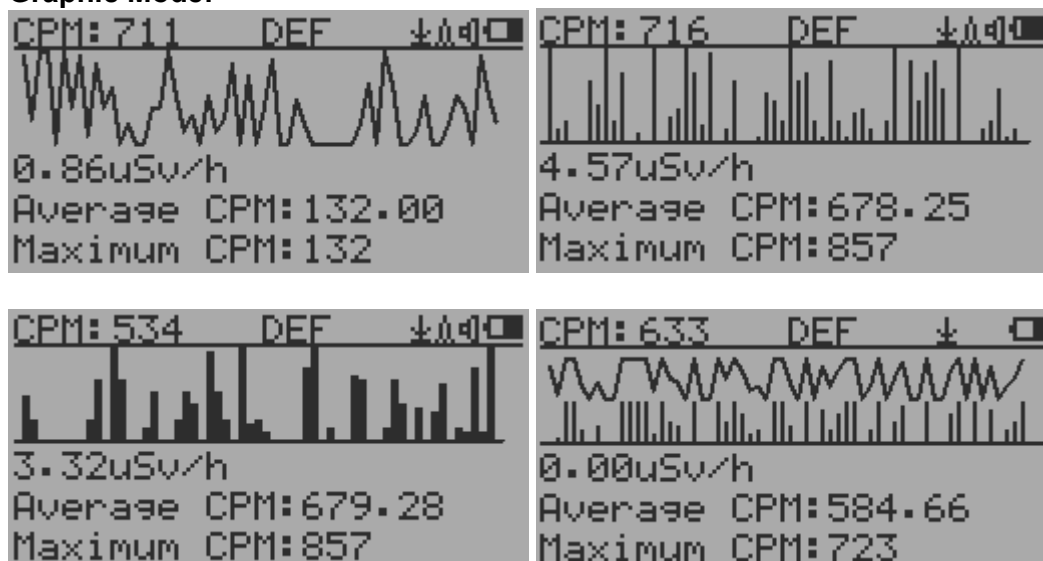 CPM:711 DEF
0.86uSv/h
Average CPM:132.00
Maximum CPM:132
CPM:716 DEF
4.57uSv/h
Average CPM:678.25
Maximum CPM:857
CPM:534 DEF
3.32uSv/h
Average CPM:679.28
Maximum CPM:857
CPM:633 DEF
0.00uSv/h
Average CPM:584.66
Maximum CPM:723